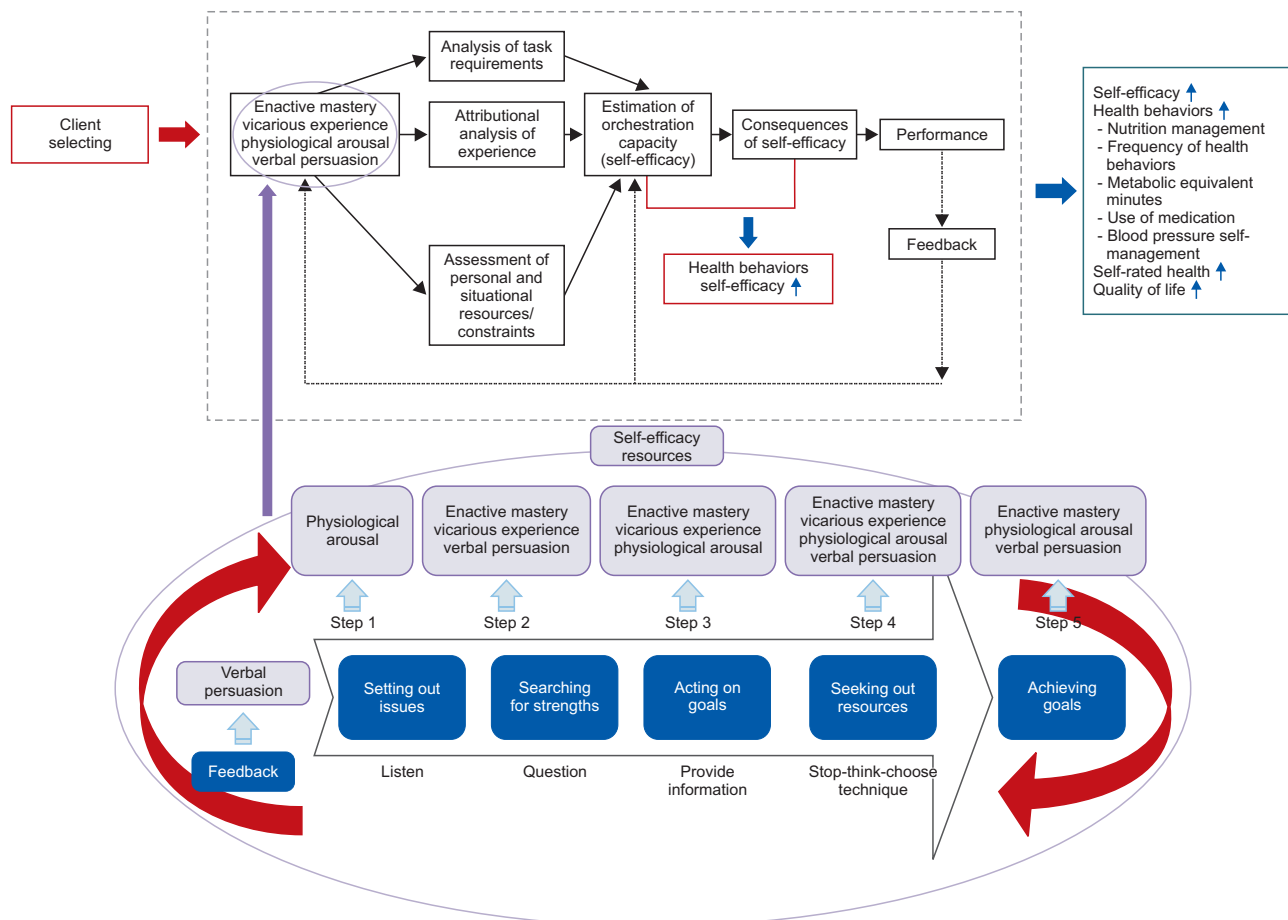 Client
selecting
Enactive mastery
vicarious experience
physiological arousal
verbal persuasion
Analysis of task
requirements
Attributional
analysis of
experience
Assessment of
personal and
situational
resources/
constraints
Estimation of
orchestration
capacity
(self-efficacy)
Consequences
of self-efficacy
Performance
Feedback
Health behaviors
self-efficacy
Self-efficacy
Health behaviors
- Nutrition management
- Frequency of health
behaviors
- Metabolic equivalent
minutes
- Use of medication
- Blood pressure self-
management
Self-rated health
Quality of life
Self-efficacy
resources
Physiological
arousal
Enactive mastery
vicarious experience
verbal persuasion
Enactive mastery
vicarious experience
physiological arousal
Enactive mastery
vicarious experience
physiological arousal
verbal persuasion
Enactive mastery
physiological arousal
verbal persuasion
Step 1
Step 2
Step 3
Step 4
Step 5
Verbal
persuasion
Feedback
Setting out
issues
Searching
for strengths
Acting on
goals
Seeking out
resources
Achieving
goals
Listen
Question
Provide
information
Stop-think-choose
technique